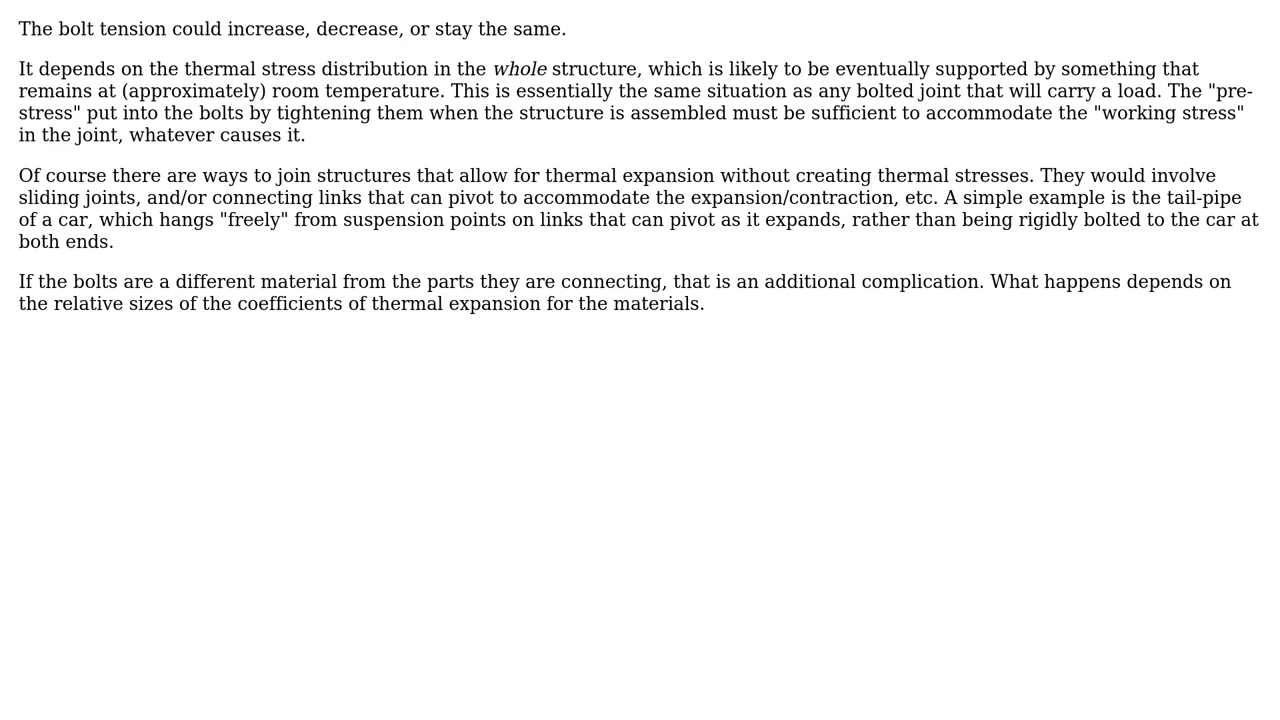 The bolt tension could increase, decrease, or stay the same.
It depends on the thermal stress distribution in the whole structure, which is likely to be eventually supported by something that
remains at (approximately) room temperature. This is essentially the same situation as any bolted joint that will carry a load. The "pre-
stress" put into the bolts by tightening them when the structure is assembled must be sufficient to accommodate the "working stress"
in the joint, whatever causes it.
Of course there are ways to join structures that allow for thermal expansion without creating thermal stresses. They would involve
sliding joints, and/or connecting links that can pivot to accommodate the expansion/contraction, etc. A simple example is the tail-pipe
of a car, which hangs "freely" from suspension points on links that can pivot as it expands, rather than being rigidly bolted to the car at
both ends.
If the bolts are a different material from the parts they are connecting, that is an additional complication. What happens depends on
the relative sizes of the coefficients of thermal expansion for the materials.